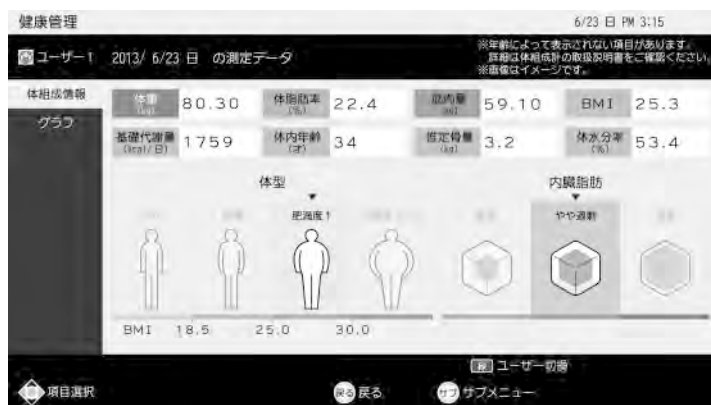 健康管理
6/23 日 PM 3:15
ユーザー1 2013/ 6/23 日 の測定データ
※年齢によって表示されない項目があります。
詳細は体組成計の取扱説明書をご確認ください。
※画像はイメージです。
体組成情報
グラフ
体重 (kg) 80.30 体脂肪率 (%) 22.4 筋肉量 (kg) 59.10 BMI 25.3
基礎代謝量 (kcal/日) 1759 体内年齢 (才) 34 推定骨量 (kg) 3.2 体水分率 (%) 53.4
体型 内臓脂肪
肥満度1 やや過剰
BMI 18.5 25.0 30.0
ユーザー切換
項目選択 戻る 戻る サブ サブメニュー